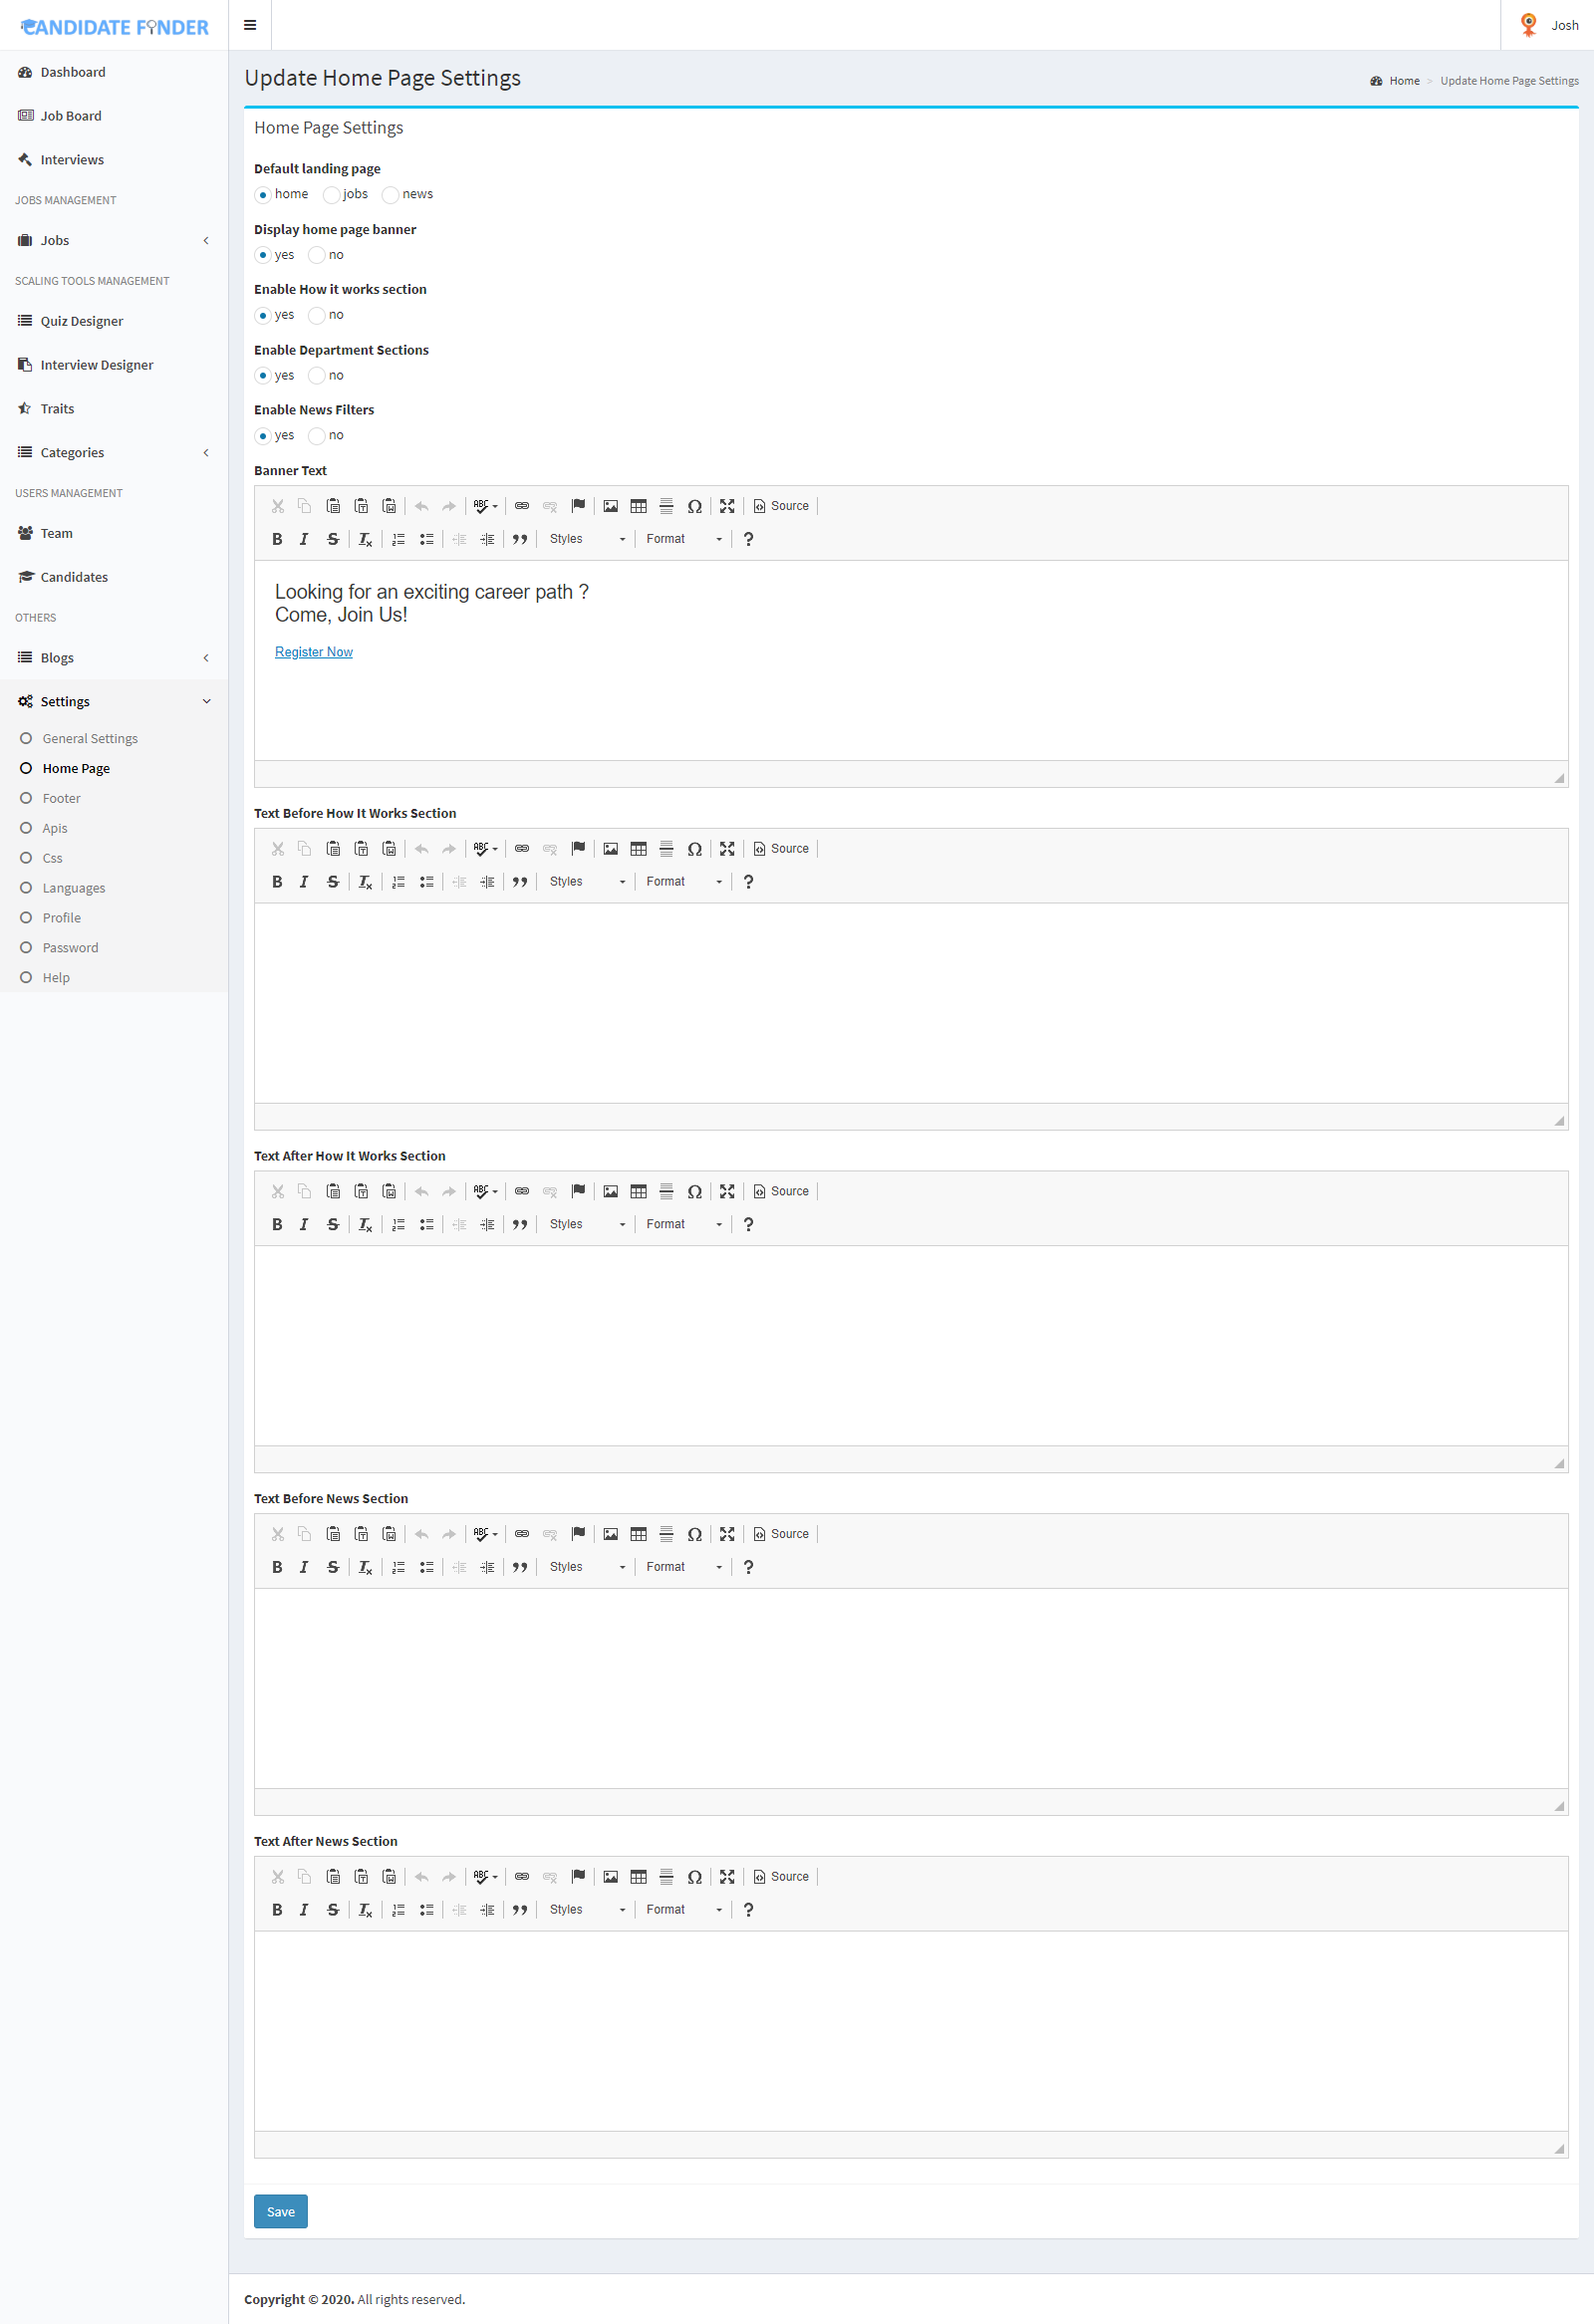 CANDIDATE FINDER
Josh
Dashboard
Job Board
Interviews
JOBS MANAGEMENT
Jobs
SCALING TOOLS MANAGEMENT
Quiz Designer
Interview Designer
Traits
Categories
USERS MANAGEMENT
Team
Candidates
OTHERS
Blogs
Settings
General Settings
Home Page
Footer
Apis
Css
Languages
Profile
Password
Help
Update Home Page Settings
Home > Update Home Page Settings
Home Page Settings
Default landing page
home jobs news
Display home page banner
yes no
Enable How it works section
yes no
Enable Department Sections
yes no
Enable News Filters
yes no
Banner Text
Source
Styles Format ?
Looking for an exciting career path ?
Come, Join Us!
Register Now
Text Before How It Works Section
Source
Styles Format ?
Text After How It Works Section
Source
Styles Format ?
Text Before News Section
Source
Styles Format ?
Text After News Section
Source
Styles Format ?
Save
Copyright © 2020. All rights reserved.